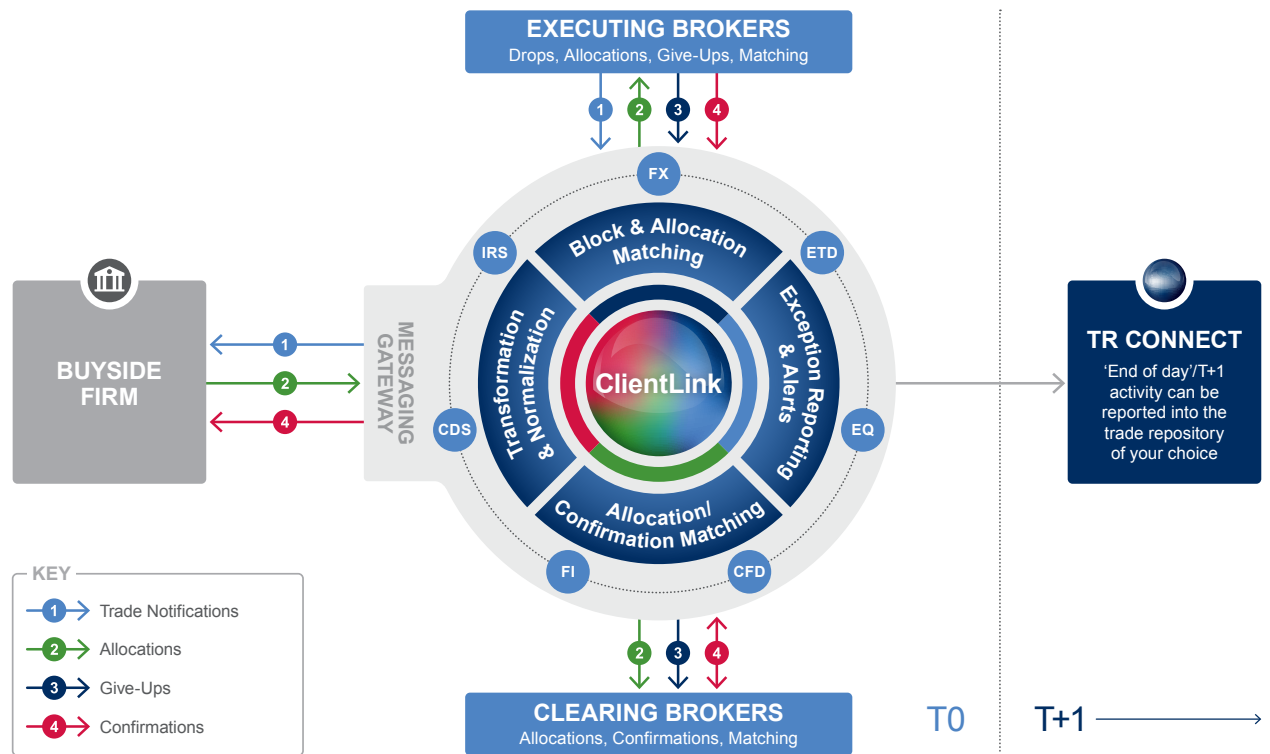 EXECUTING BROKERS
Drops, Allocations, Give-Ups, Matching
1
2
3
4
FX
IRS
ETD
Block & Allocation
Matching
Transformation
& Normalization
Exception Reporting
& Alerts
ClientLink
Allocation/
Confirmation Matching
CDS
EQ
FI
CFD
MESSAGING
GATEWAY
BUYSIDE
FIRM
1
2
4
TR CONNECT
‘End of day’/T+1
activity can be
reported into the
trade repository
of your choice
KEY
1 Trade Notifications
2 Allocations
3 Give-Ups
4 Confirmations
2
3
4
CLEARING BROKERS
Allocations, Confirmations, Matching
T0
T+1